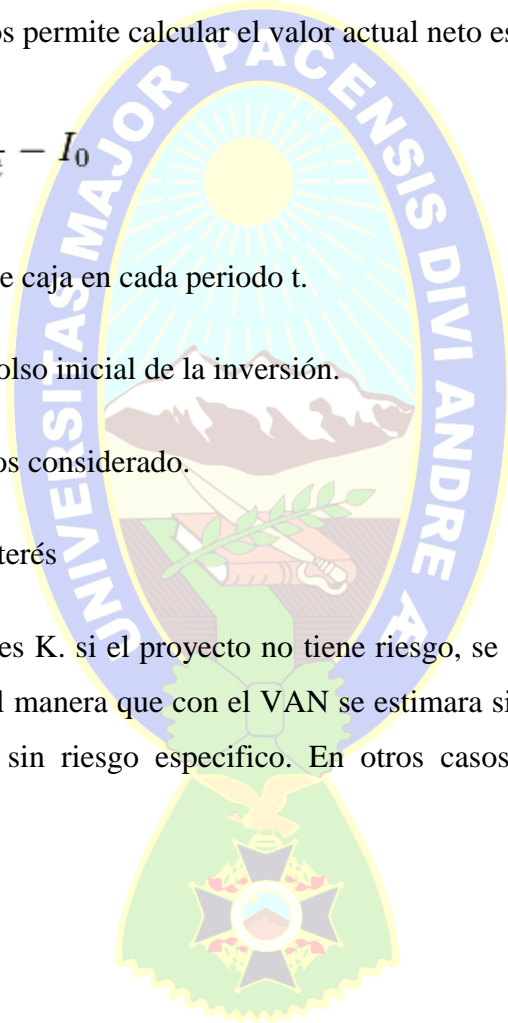 os permite calcular el valor actual neto es
− I₀
e caja en cada periodo t.
olso inicial de la inversión.
os considerado.
terés
es K. si el proyecto no tiene riesgo, se
l manera que con el VAN se estimara si
sin riesgo especifico. En otros casos,
UNIVERSITAS MAJOR PACENSIS DIVI ANDRE Æ